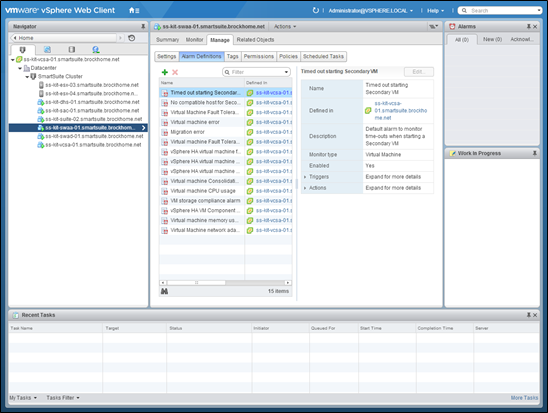 vmware® vSphere Web Client
Administrator@VSPHERE.LOCAL
Help
Search
Navigator
Home
ss-kit-vcsa-01.smartsuite.brockhome.net
Datacenter
SmartSuite Cluster
ss-kit-esx-03.smartsuite.brockhome.net
ss-kit-esx-04.smartsuite.brockhome.net
ss-kit-dhs-01.smartsuite.brockhome.net
ss-kit-sac-01.smartsuite.brockhome.net
ss-kit-suite-02.smartsuite.brockhome.net
ss-kit-swaa-01.smartsuite.brockhom...
ss-kit-swad-01.smartsuite.brockhome.net
ss-kit-vcsa-01.smartsuite.brockhome.net
ss-kit-swaa-01.smartsuite.brockhome.net
Actions
Summary Monitor Manage Related Objects
Settings Alarm Definitions Tags Permissions Policies Scheduled Tasks
Filter
Name Defined In
Timed out starting Secondar... ss-kit-vcsa-01.s
No compatible host for Seco... ss-kit-vcsa-01.s
Virtual Machine Fault Tolera... ss-kit-vcsa-01.s
Virtual machine error ss-kit-vcsa-01.s
Migration error ss-kit-vcsa-01.s
Virtual machine Fault Tolera... ss-kit-vcsa-01.s
vSphere HA virtual machine f... ss-kit-vcsa-01.s
vSphere HA virtual machine ... ss-kit-vcsa-01.s
vSphere HA virtual machine ... ss-kit-vcsa-01.s
Virtual machine Consolidati... ss-kit-vcsa-01.s
Virtual machine CPU usage ss-kit-vcsa-01.s
VM storage compliance alarm ss-kit-vcsa-01.s
vSphere HA VM Component ... ss-kit-vcsa-01.s
Virtual machine memory us... ss-kit-vcsa-01.s
Virtual Machine network ada... ss-kit-vcsa-01.s
15 items
Timed out starting Secondary VM
Edit...
Name Timed out starting Secondary VM
Defined in ss-kit-vcsa-01.smartsuite.brockhome.net
Description Default alarm to monitor time-outs when starting a Secondary VM
Monitor type Virtual Machine
Enabled Yes
Triggers Expand for more details
Actions Expand for more details
Alarms
All (0) New (0) Acknowl...
Work In Progress
Recent Tasks
Task Name Target Status Initiator Queued For Start Time Completion Time Server
My Tasks Tasks Filter More Tasks